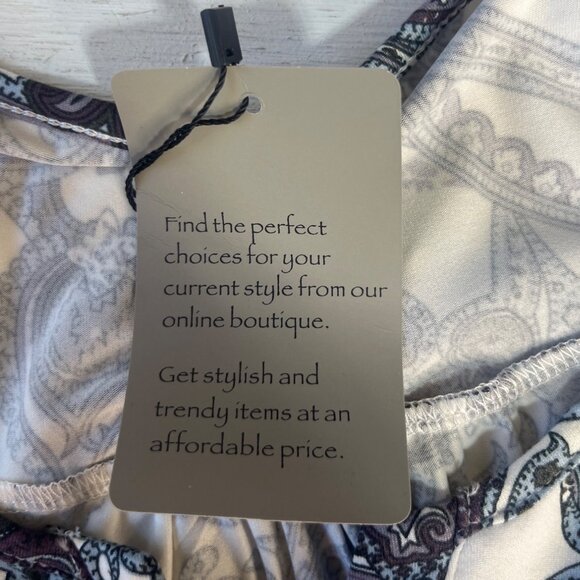 Find the perfect
choices for your
current style from our
online boutique.
Get stylish and
trendy items at an
affordable price.